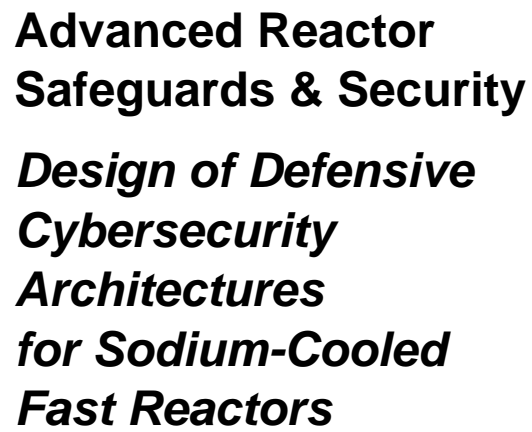 Advanced Reactor
Safeguards & Security
Design of Defensive
Cybersecurity
Architectures
for Sodium-Cooled
Fast Reactors